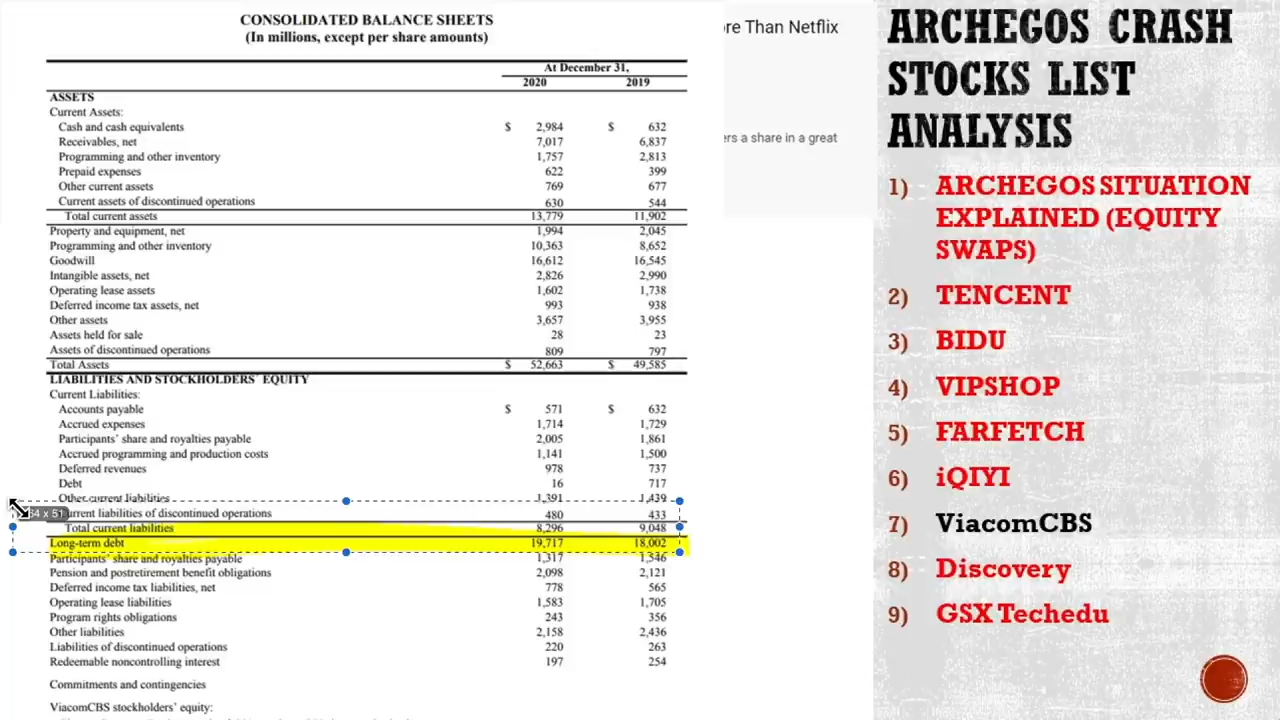 CONSOLIDATED BALANCE SHEETS
(In millions, except per share amounts)
At December 31,
2020 2019
ASSETS
Current Assets:
Cash and cash equivalents $ 2,984 $ 632
Receivables, net 7,017 6,837
Programming and other inventory 1,757 2,813
Prepaid expenses 622 399
Other current assets 769 677
Current assets of discontinued operations 630 544
Total current assets 13,779 11,902
Property and equipment, net 1,994 2,045
Programming and other inventory 10,363 8,652
Goodwill 16,612 16,545
Intangible assets, net 2,826 2,990
Operating lease assets 1,602 1,738
Deferred income tax assets, net 993 938
Other assets 3,657 3,955
Assets held for sale 28 23
Assets of discontinued operations 809 797
Total Assets $ 52,663 $ 49,585
LIABILITIES AND STOCKHOLDERS' EQUITY
Current Liabilities:
Accounts payable $ 571 $ 632
Accrued expenses 1,714 1,729
Participants' share and royalties payable 2,005 1,861
Accrued programming and production costs 1,141 1,500
Deferred revenues 978 737
Debt 16 717
Other current liabilities 1,391 1,439
Current liabilities of discontinued operations 480 433
Total current liabilities 8,296 9,048
Long-term debt 19,717 18,002
Participants' share and royalties payable 1,317 1,546
Pension and postretirement benefit obligations 2,098 2,121
Deferred income tax liabilities, net 778 565
Operating lease liabilities 1,583 1,705
Program rights obligations 243 356
Other liabilities 2,158 2,436
Liabilities of discontinued operations 220 263
Redeemable noncontrolling interest 197 254
Commitments and contingencies
ViacomCBS stockholders' equity:
ore Than Netflix
ers a share in a great
ARCHEGOS CRASH
STOCKS LIST
ANALYSIS
1) ARCHEGOS SITUATION
EXPLAINED (EQUITY
SWAPS)
2) TENCENT
3) BIDU
4) VIPSHOP
5) FARFETCH
6) iQIYI
7) ViacomCBS
8) Discovery
9) GSX Techedu